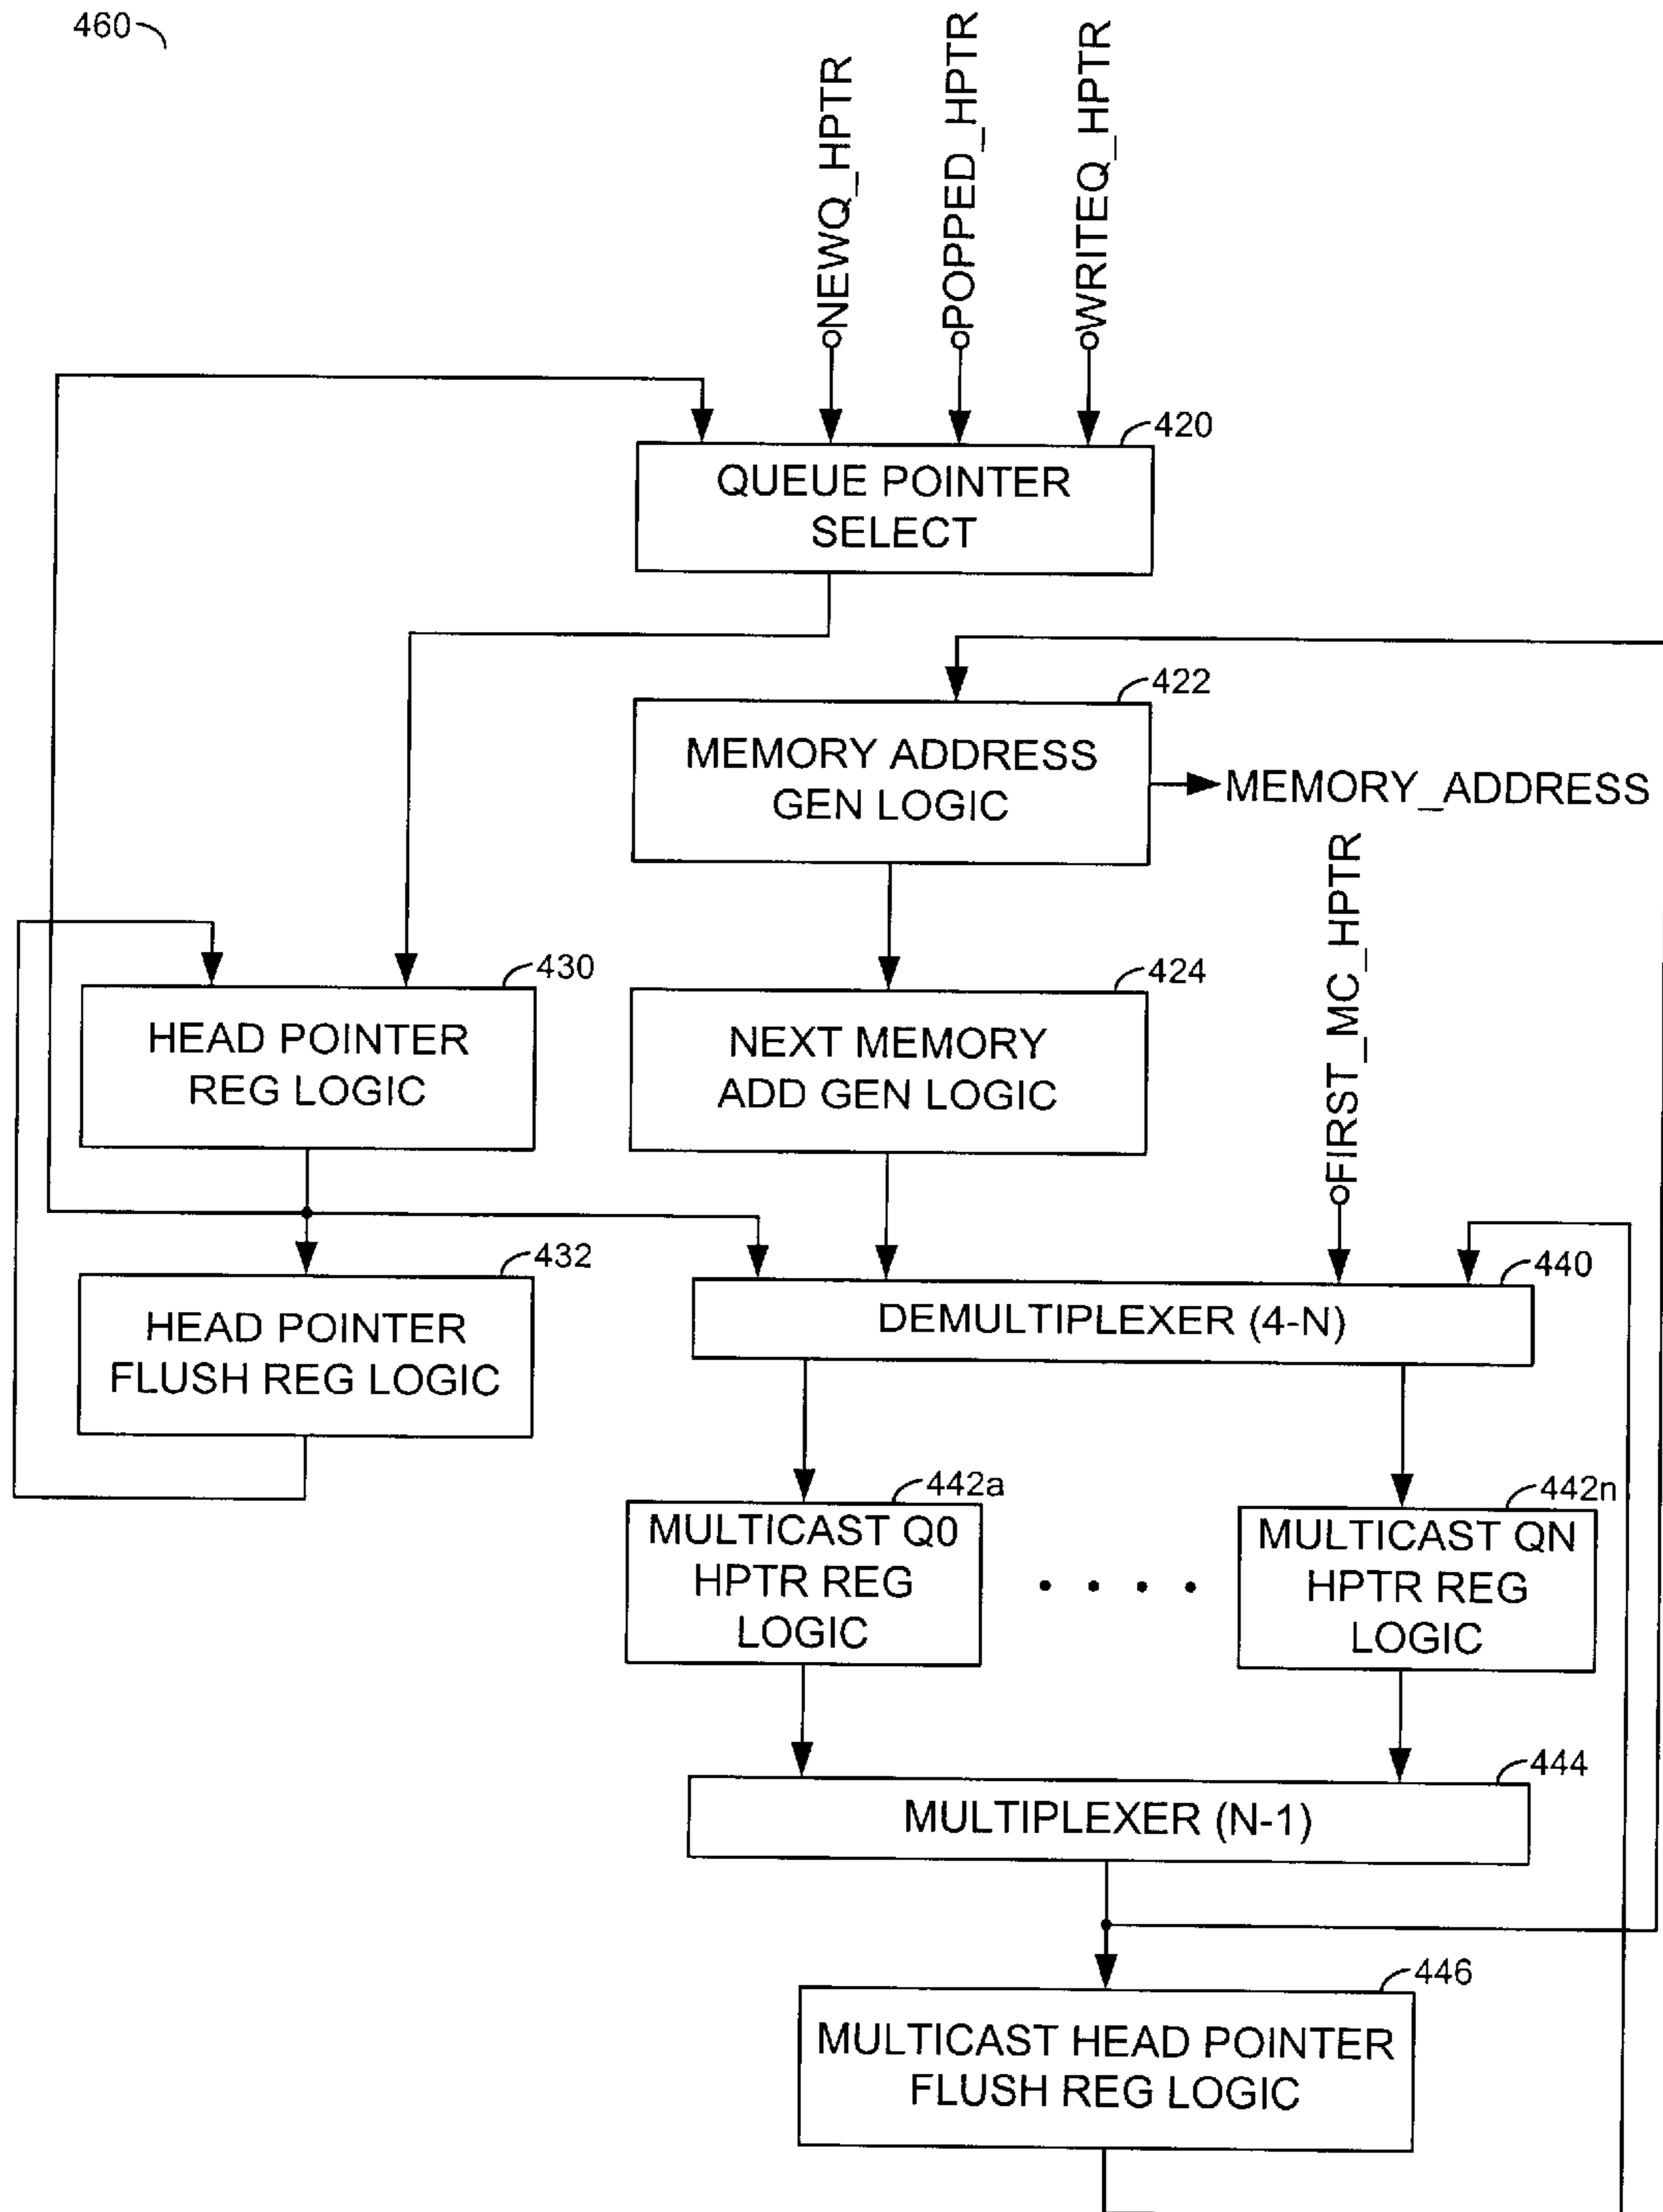 460
NEWQ_HPTR
POPPED_HPTR
WRITEQ_HPTR
420
QUEUE POINTER
SELECT
422
MEMORY ADDRESS
GEN LOGIC
MEMORY_ADDRESS
FIRST_MC_HPTR
430
HEAD POINTER
REG LOGIC
424
NEXT MEMORY
ADD GEN LOGIC
432
HEAD POINTER
FLUSH REG LOGIC
440
DEMULTIPLEXER (4-N)
442a
MULTICAST Q0
HPTR REG
LOGIC
442n
MULTICAST QN
HPTR REG
LOGIC
444
MULTIPLEXER (N-1)
446
MULTICAST HEAD POINTER
FLUSH REG LOGIC